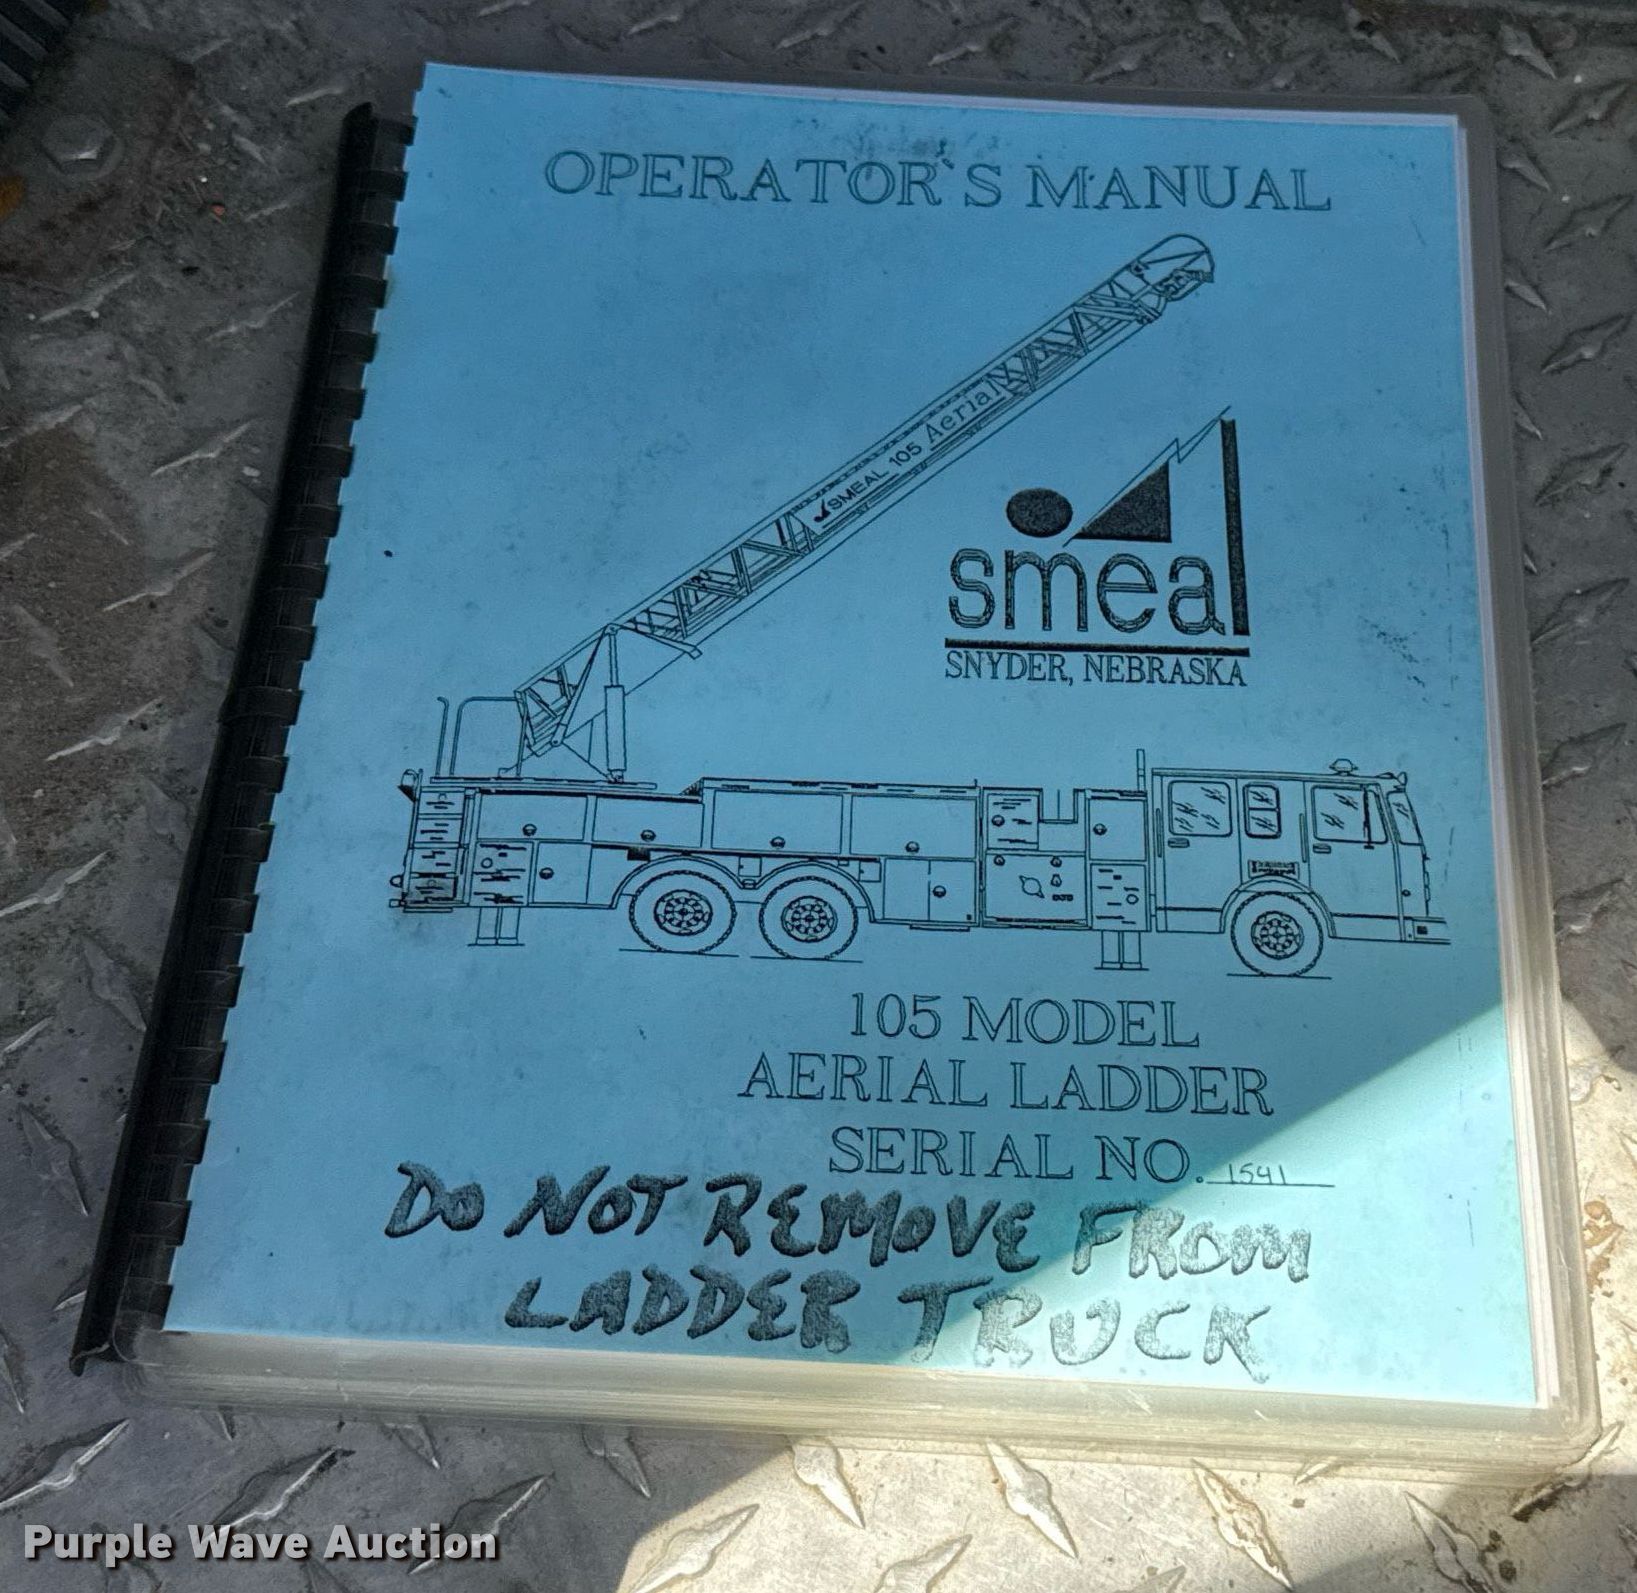 OPERATOR`S MANUAL
SMEAL 105 Aerial
smeal
SNYDER, NEBRASKA
105 MODEL
AERIAL LADDER
SERIAL NO. 1541
DO NOT REMOVE FROM
LADDER TRUCK
Purple Wave Auction